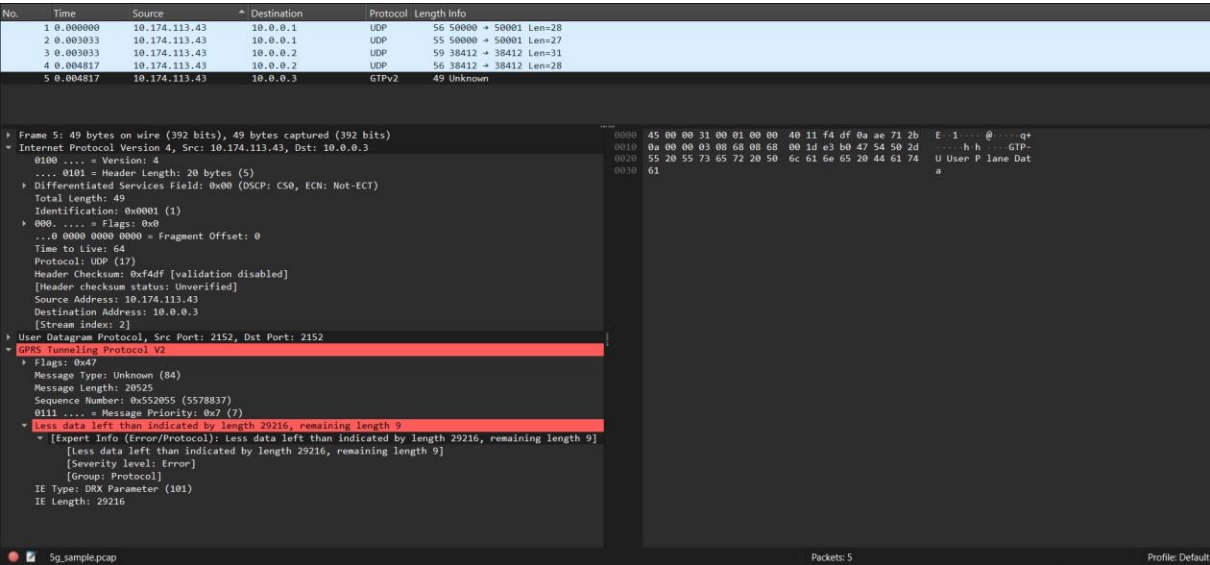 No. Time Source Destination Protocol Length Info
1 0.000000 10.174.113.43 10.0.0.1 UDP 56 50000 → 50001 Len=28
2 0.003033 10.174.113.43 10.0.0.1 UDP 55 50000 → 50001 Len=27
3 0.003033 10.174.113.43 10.0.0.2 UDP 59 38412 → 38412 Len=31
4 0.004817 10.174.113.43 10.0.0.2 UDP 56 38412 → 38412 Len=28
5 0.004817 10.174.113.43 10.0.0.3 GTPv2 49 Unknown
Frame 5: 49 bytes on wire (392 bits), 49 bytes captured (392 bits)
Internet Protocol Version 4, Src: 10.174.113.43, Dst: 10.0.0.3
0100 .... = Version: 4
.... 0101 = Header Length: 20 bytes (5)
Differentiated Services Field: 0x00 (DSCP: CS0, ECN: Not-ECT)
Total Length: 49
Identification: 0x0001 (1)
000. .... = Flags: 0x0
...0 0000 0000 0000 = Fragment Offset: 0
Time to Live: 64
Protocol: UDP (17)
Header Checksum: 0xf4df [validation disabled]
[Header checksum status: Unverified]
Source Address: 10.174.113.43
Destination Address: 10.0.0.3
[Stream index: 2]
User Datagram Protocol, Src Port: 2152, Dst Port: 2152
GPRS Tunneling Protocol V2
Flags: 0x47
Message Type: Unknown (84)
Message Length: 20525
Sequence Number: 0x552055 (5578837)
0111 .... = Message Priority: 0x7 (7)
Less data left than indicated by length 29216, remaining length 9
[Expert Info (Error/Protocol): Less data left than indicated by length 29216, remaining length 9]
[Less data left than indicated by length 29216, remaining length 9]
[Severity level: Error]
[Group: Protocol]
IE Type: DRX Parameter (101)
IE Length: 29216
0000 45 00 00 31 00 01 00 00 40 11 f4 df 0a ae 71 2b E··1···· @·····q+
0010 0a 00 00 03 08 68 08 68 00 1d e3 b0 47 54 50 2d ·····h·h ····GTP-
0020 55 20 55 73 65 72 20 50 6c 61 6e 65 20 44 61 74 U User P lane Dat
0030 61 a
5g_sample.pcap Packets: 5 Profile: Default